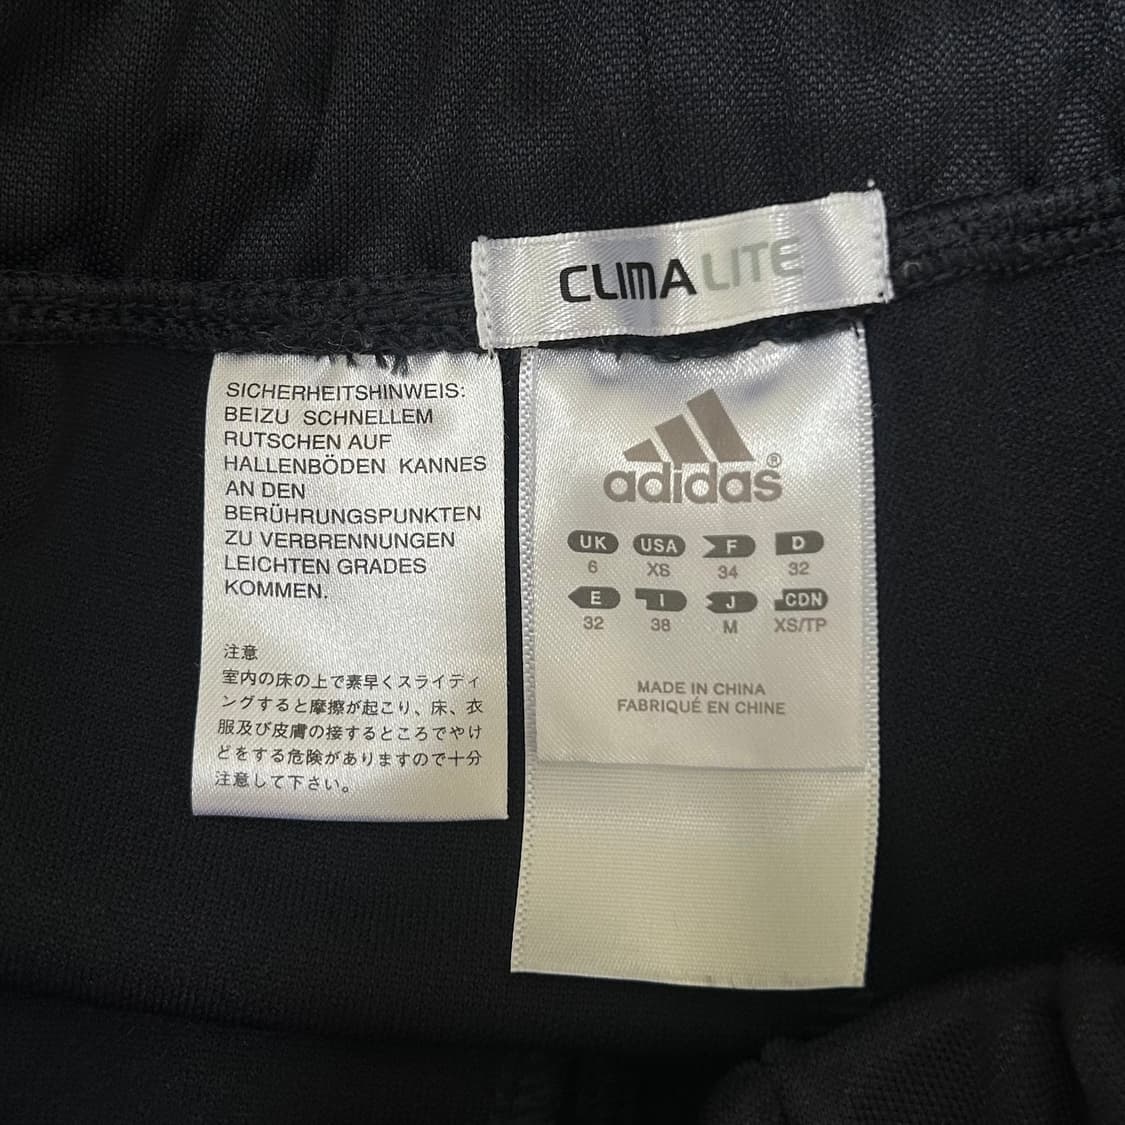 CLIMALITE
SICHERHEITSHINWEIS:
BEIZU SCHNELLEM
RUTSCHEN AUF
HALLENBÖDEN KANNES
AN DEN
BERÜHRUNGSPUNKTEN
ZU VERBRENNUNGEN
LEICHTEN GRADES
KOMMEN.
注意
室内の床の上で素早くスライディ
ングすると摩擦が起こり、床、衣
服及び皮膚の接するところでやけ
どをする危険がありますので十分
注意して下さい。
adidas®
UK USA F D
6 XS 34 32
E I J CDN
32 38 M XS/TP
MADE IN CHINA
FABRIQUÉ EN CHINE